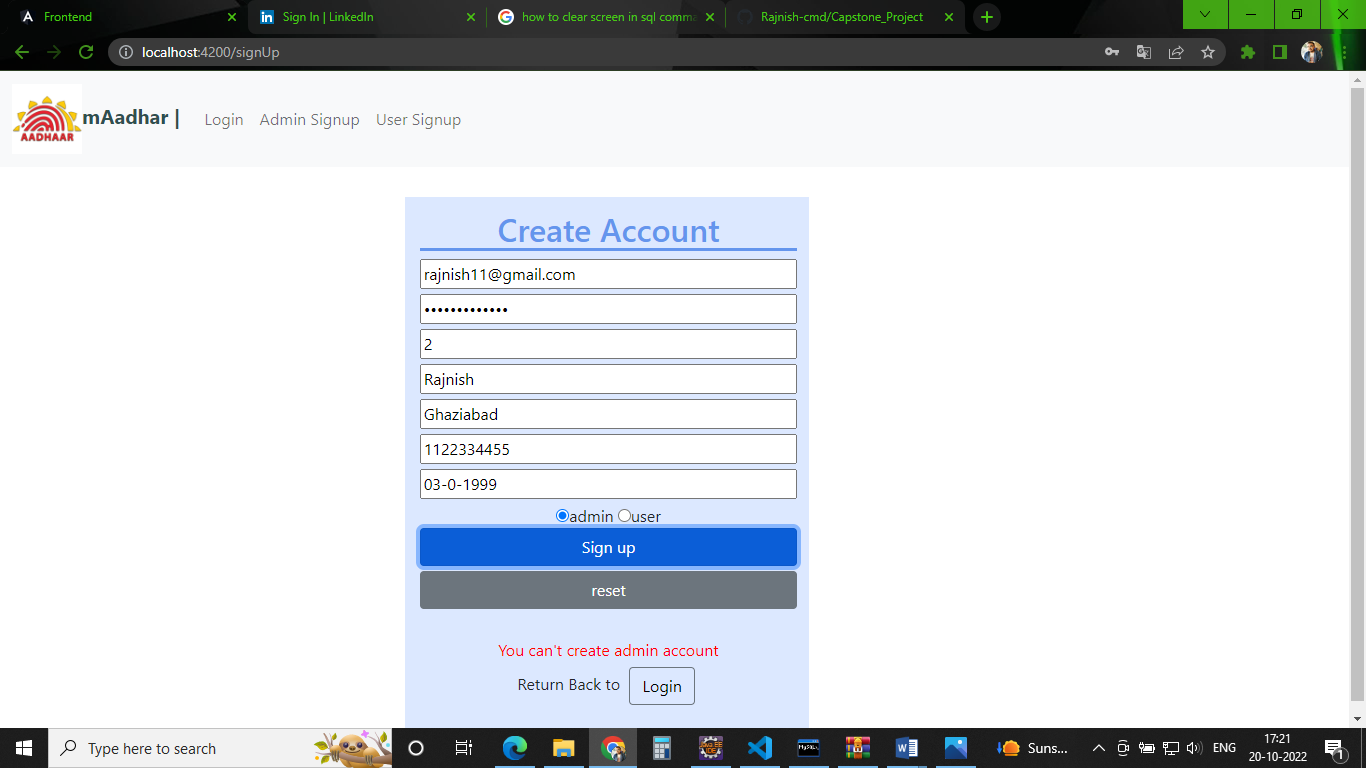 Frontend
Sign In | LinkedIn
how to clear screen in sql comma
Rajnish-cmd/Capstone_Project
localhost:4200/signUp
AADHAAR
mAadhar |
Login
Admin Signup
User Signup
Create Account
rajnish11@gmail.com
•••••••••••••
2
Rajnish
Ghaziabad
1122334455
03-0-1999
admin user
Sign up
reset
You can't create admin account
Return Back to Login
Type here to search
Suns...
ENG
17:21
20-10-2022
1